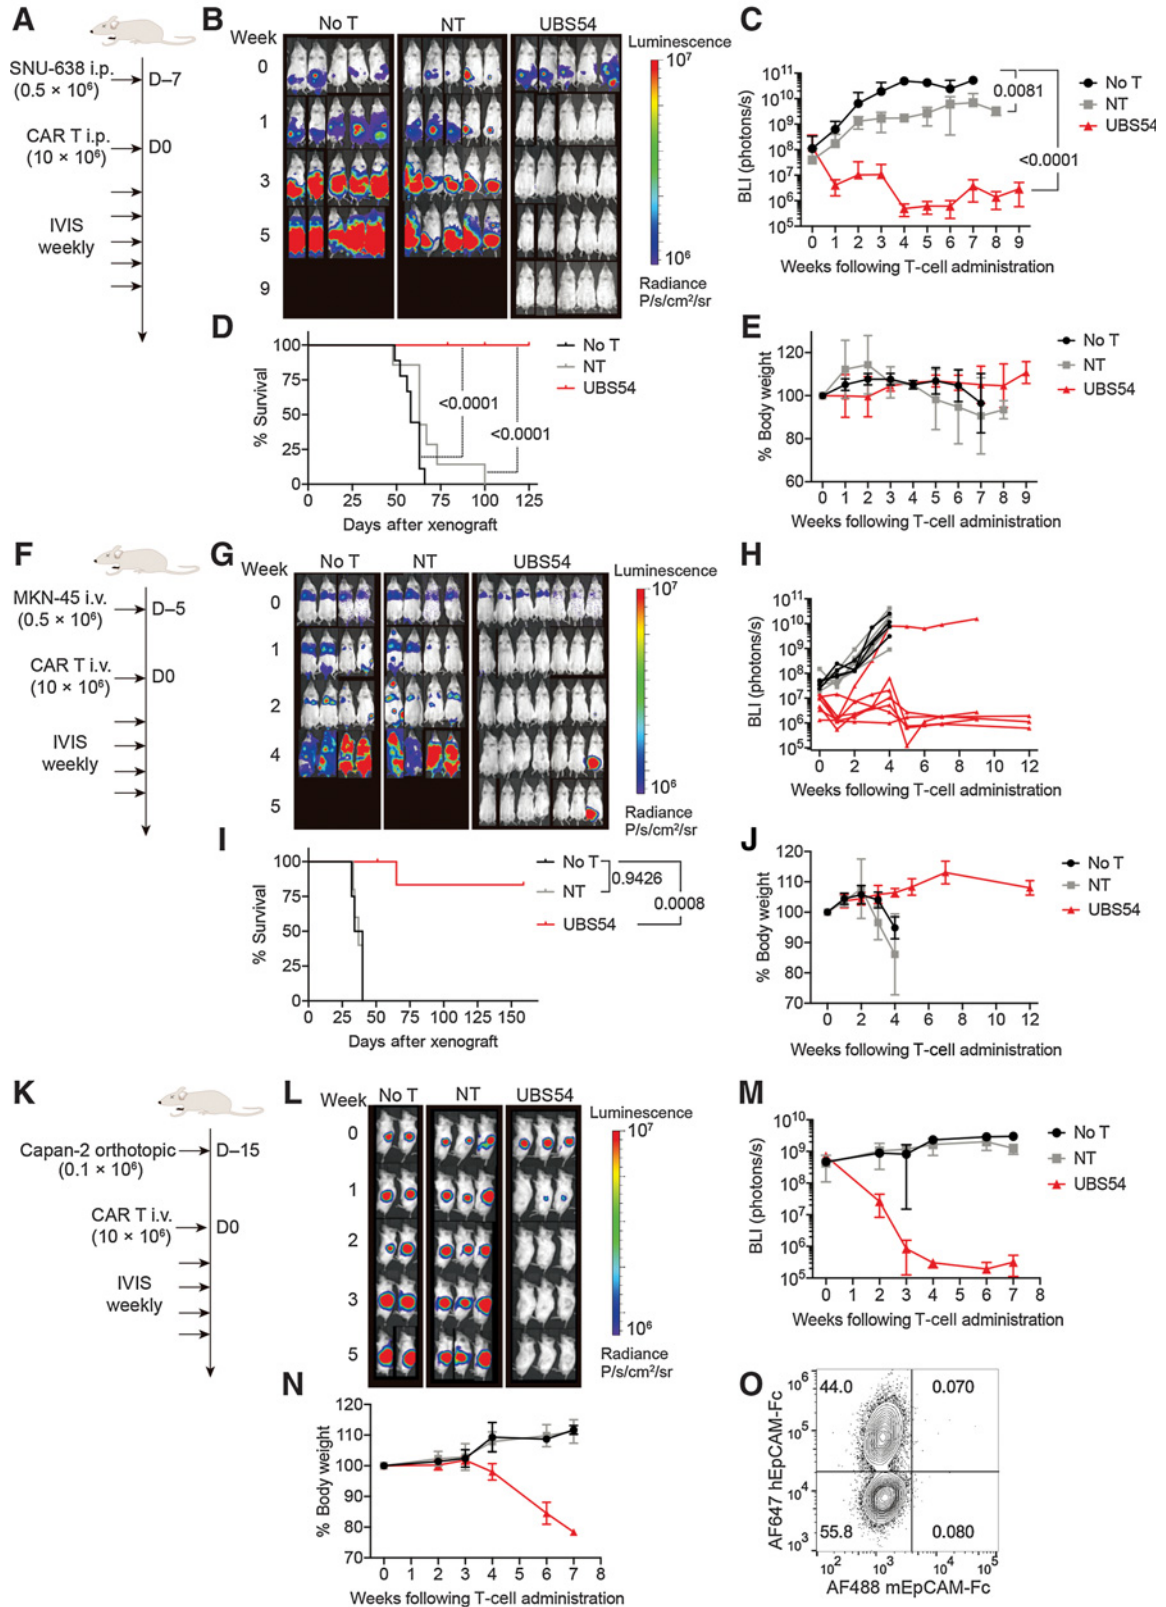 A
SNU-638 i.p.
(0.5 × 10⁶)
D–7
CAR T i.p.
(10 × 10⁶)
D0
IVIS
weekly
B
Week
No T
NT
UBS54
0
1
3
5
9
Luminescence
10⁷
10⁶
Radiance
P/s/cm²/sr
C
BLI (photons/s)
10¹¹
10¹⁰
10⁹
10⁸
10⁷
10⁶
10⁵
0 1 2 3 4 5 6 7 8 9
Weeks following T-cell administration
No T
NT
UBS54
0.0081
<0.0001
D
% Survival
100
75
50
25
0
0 25 50 75 100 125
Days after xenograft
No T
NT
UBS54
<0.0001
<0.0001
E
% Body weight
120
100
80
60
0 1 2 3 4 5 6 7 8 9
Weeks following T-cell administration
No T
NT
UBS54
F
MKN-45 i.v.
(0.5 × 10⁶)
D–5
CAR T i.v.
(10 × 10⁶)
D0
IVIS
weekly
G
Week
No T
NT
UBS54
0
1
2
4
5
Luminescence
10⁷
10⁶
Radiance
P/s/cm²/sr
H
BLI (photons/s)
10¹¹
10¹⁰
10⁹
10⁸
10⁷
10⁶
10⁵
0 2 4 6 8 10 12
Weeks following T-cell administration
I
% Survival
100
75
50
25
0
0 25 50 75 100 125 150
Days after xenograft
No T
NT
UBS54
0.9426
0.0008
J
% Body weight
120
110
100
90
80
70
0 2 4 6 8 10 12
Weeks following T-cell administration
No T
NT
UBS54
K
Capan-2 orthotopic
(0.1 × 10⁶)
D–15
CAR T i.v.
(10 × 10⁶)
D0
IVIS
weekly
L
Week
No T
NT
UBS54
0
1
2
3
5
Luminescence
10⁷
10⁶
Radiance
P/s/cm²/sr
M
BLI (photons/s)
10¹⁰
10⁹
10⁸
10⁷
10⁶
10⁵
0 1 2 3 4 5 6 7 8
Weeks following T-cell administration
No T
NT
UBS54
N
% Body weight
120
110
100
90
80
70
0 1 2 3 4 5 6 7 8
Weeks following T-cell administration
O
AF647 hEpCAM-Fc
10⁶
10⁵
10⁴
10³
44.0
0.070
55.8
0.080
10² 10³ 10⁴ 10⁵
AF488 mEpCAM-Fc